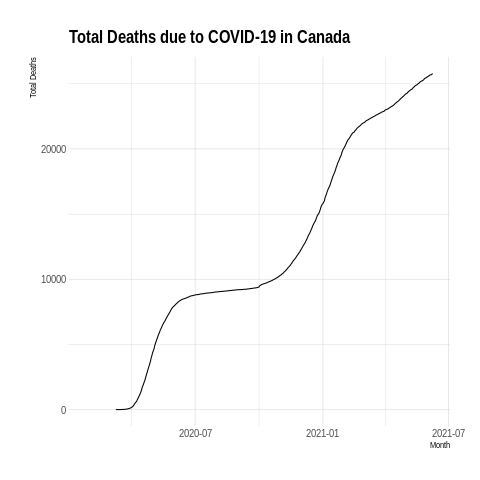 Total Deaths due to COVID-19 in Canada
Total Deaths
20000
10000
0
2020-07 2021-01 2021-07
Month